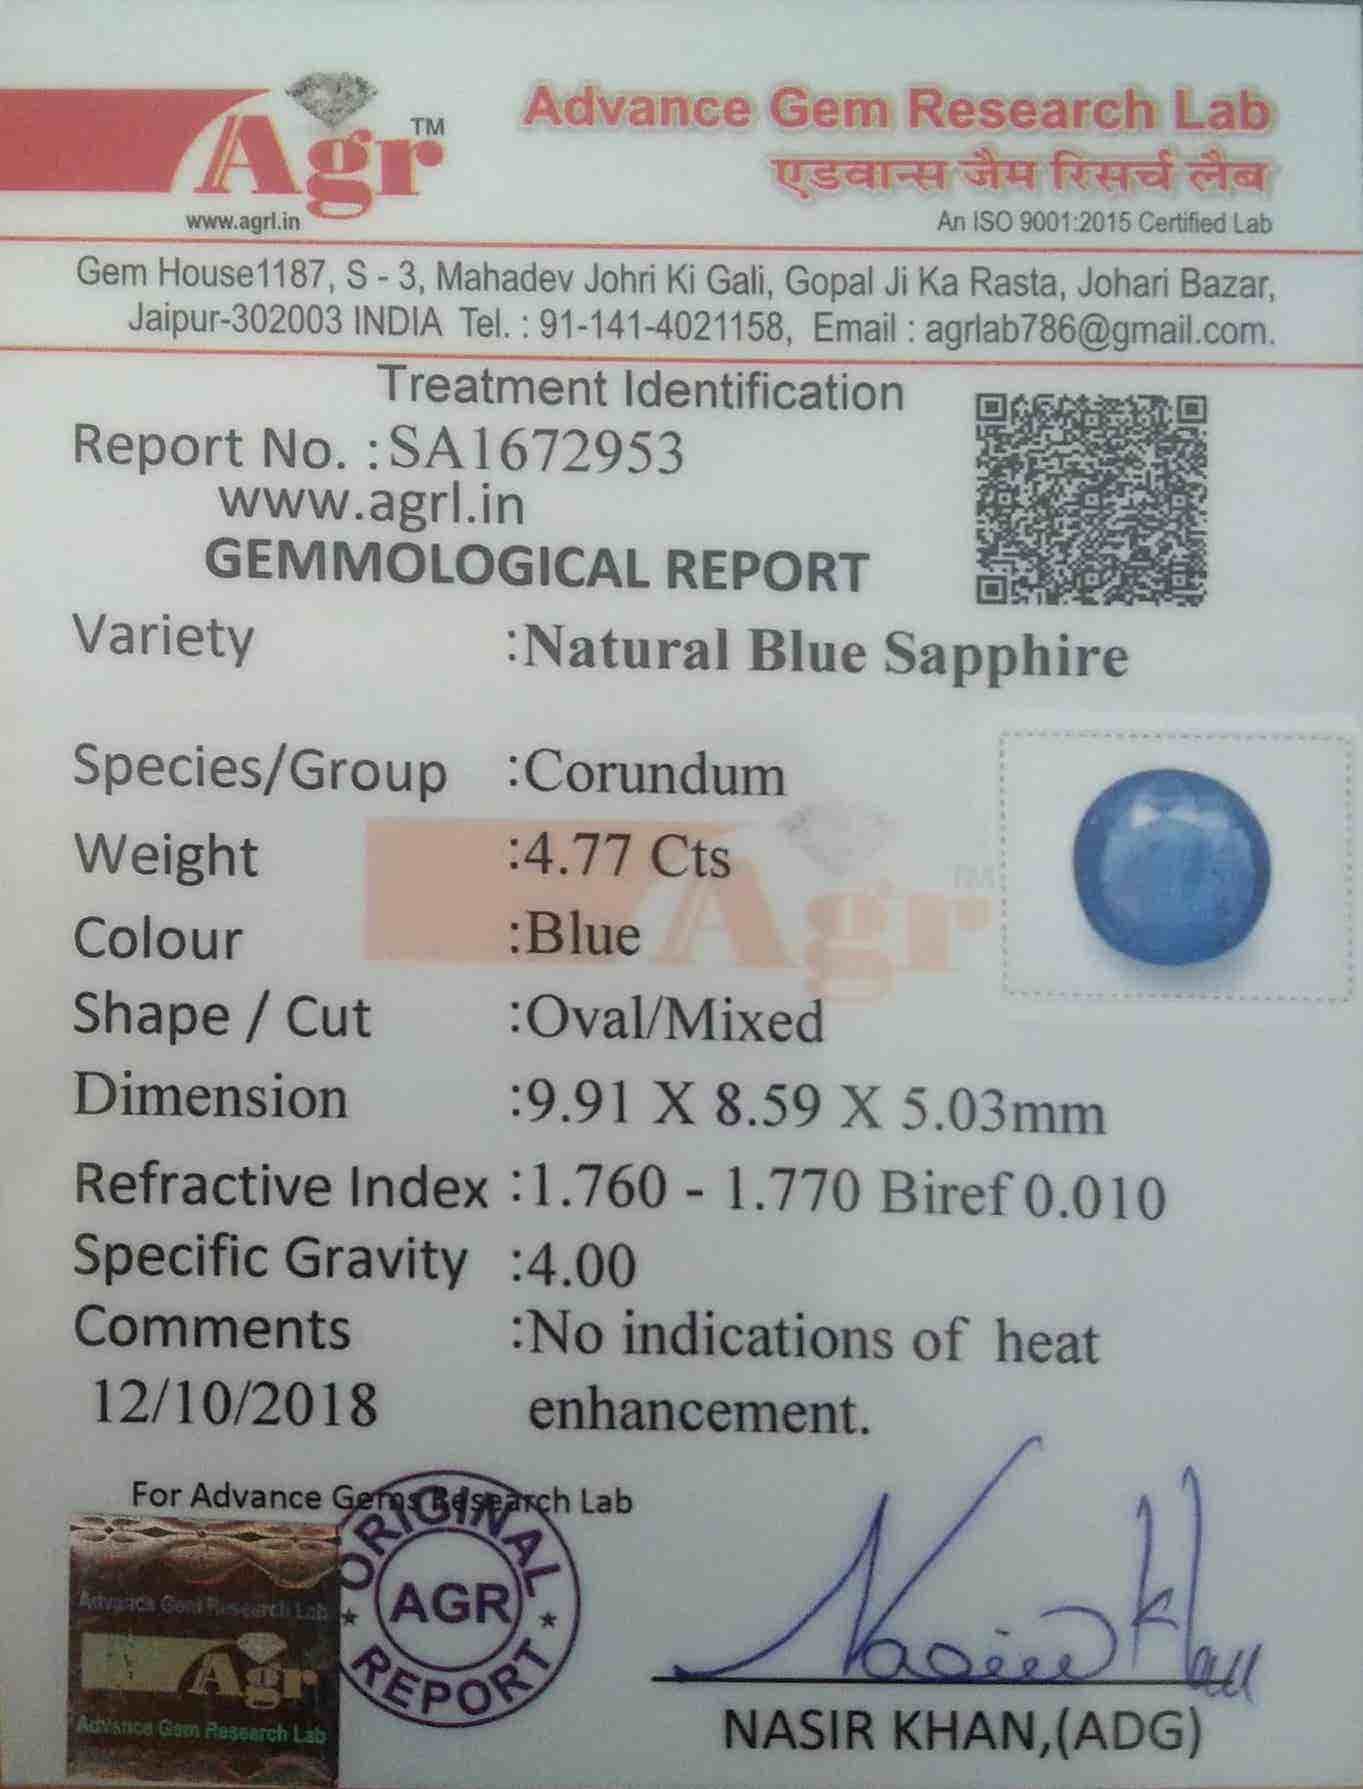 Agr™
www.agrl.in
Advance Gem Research Lab
एडवान्स जैम रिसर्च लैब
An ISO 9001:2015 Certified Lab
Gem House1187, S - 3, Mahadev Johri Ki Gali, Gopal Ji Ka Rasta, Johari Bazar,
Jaipur-302003 INDIA Tel. : 91-141-4021158, Email : agrlab786@gmail.com.
Treatment Identification
Report No. :SA1672953
www.agrl.in
GEMMOLOGICAL REPORT
Variety :Natural Blue Sapphire
Species/Group :Corundum
Weight :4.77 Cts
Colour :Blue
Agr™
Shape / Cut :Oval/Mixed
Dimension :9.91 X 8.59 X 5.03mm
Refractive Index :1.760 - 1.770 Biref 0.010
Specific Gravity :4.00
Comments :No indications of heat
12/10/2018 enhancement.
For Advance Gems Research Lab
Advance Gem Research Lab
Agr
Advance Gem Research Lab
ORIGINAL
AGR
REPORT
Nasir Khan
NASIR KHAN,(ADG)